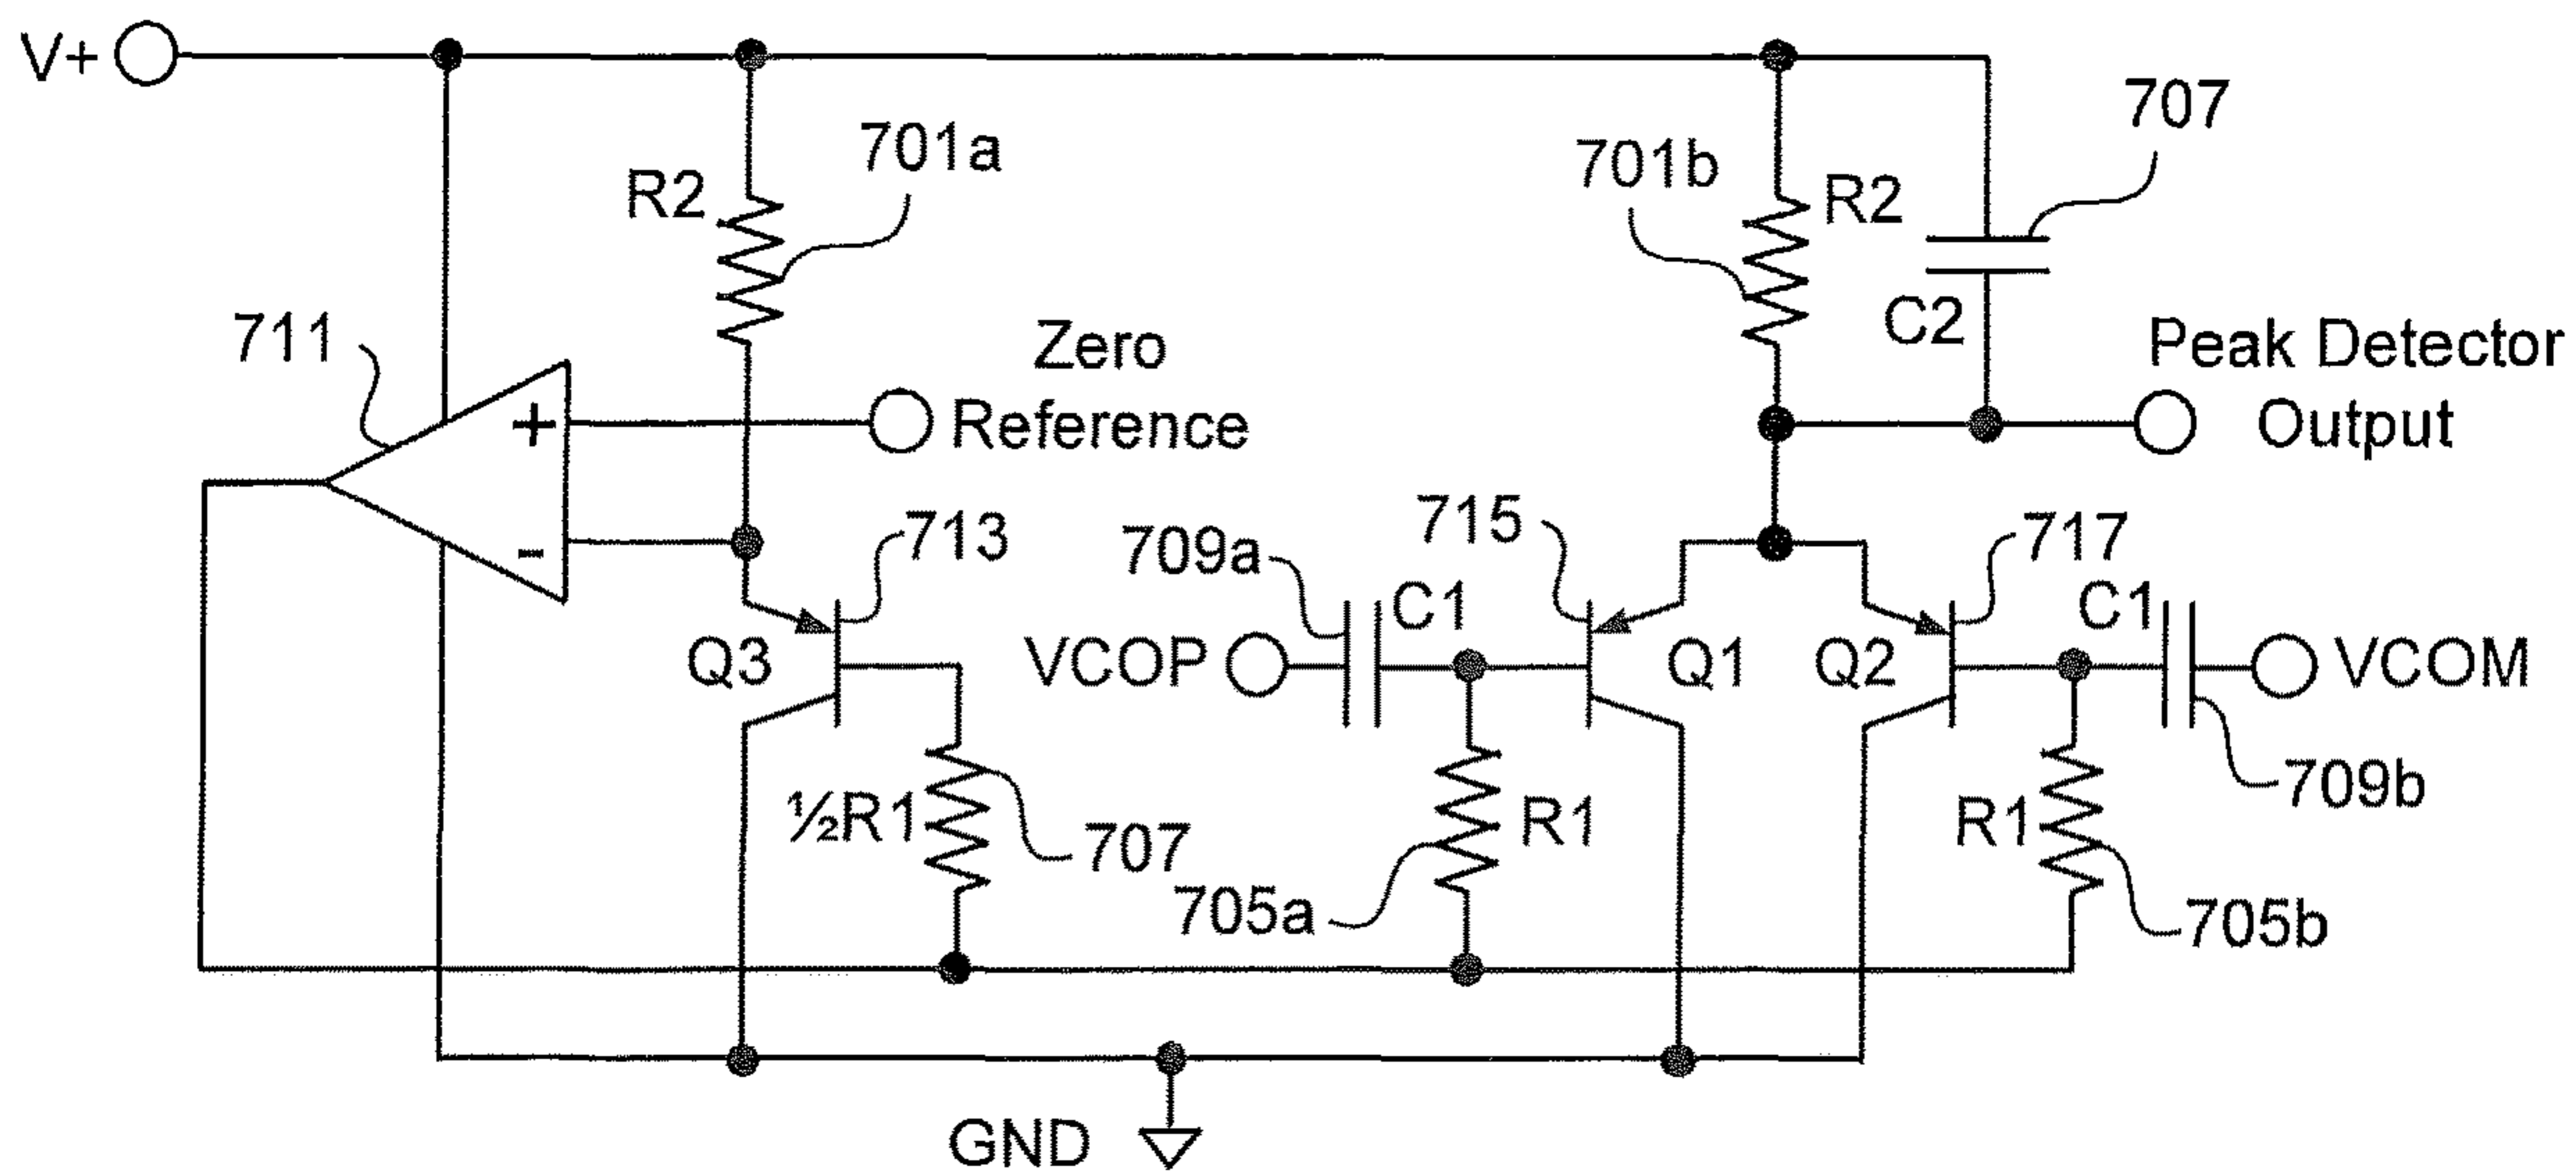 V+
707
701a
701b
R2
R2
711
Zero
Reference
C2
Peak Detector
Output
+
-
713
715
717
709a
C1
C1
Q3
VCOP
Q1
Q2
VCOM
½R1
707
R1
R1
709b
705a
705b
GND